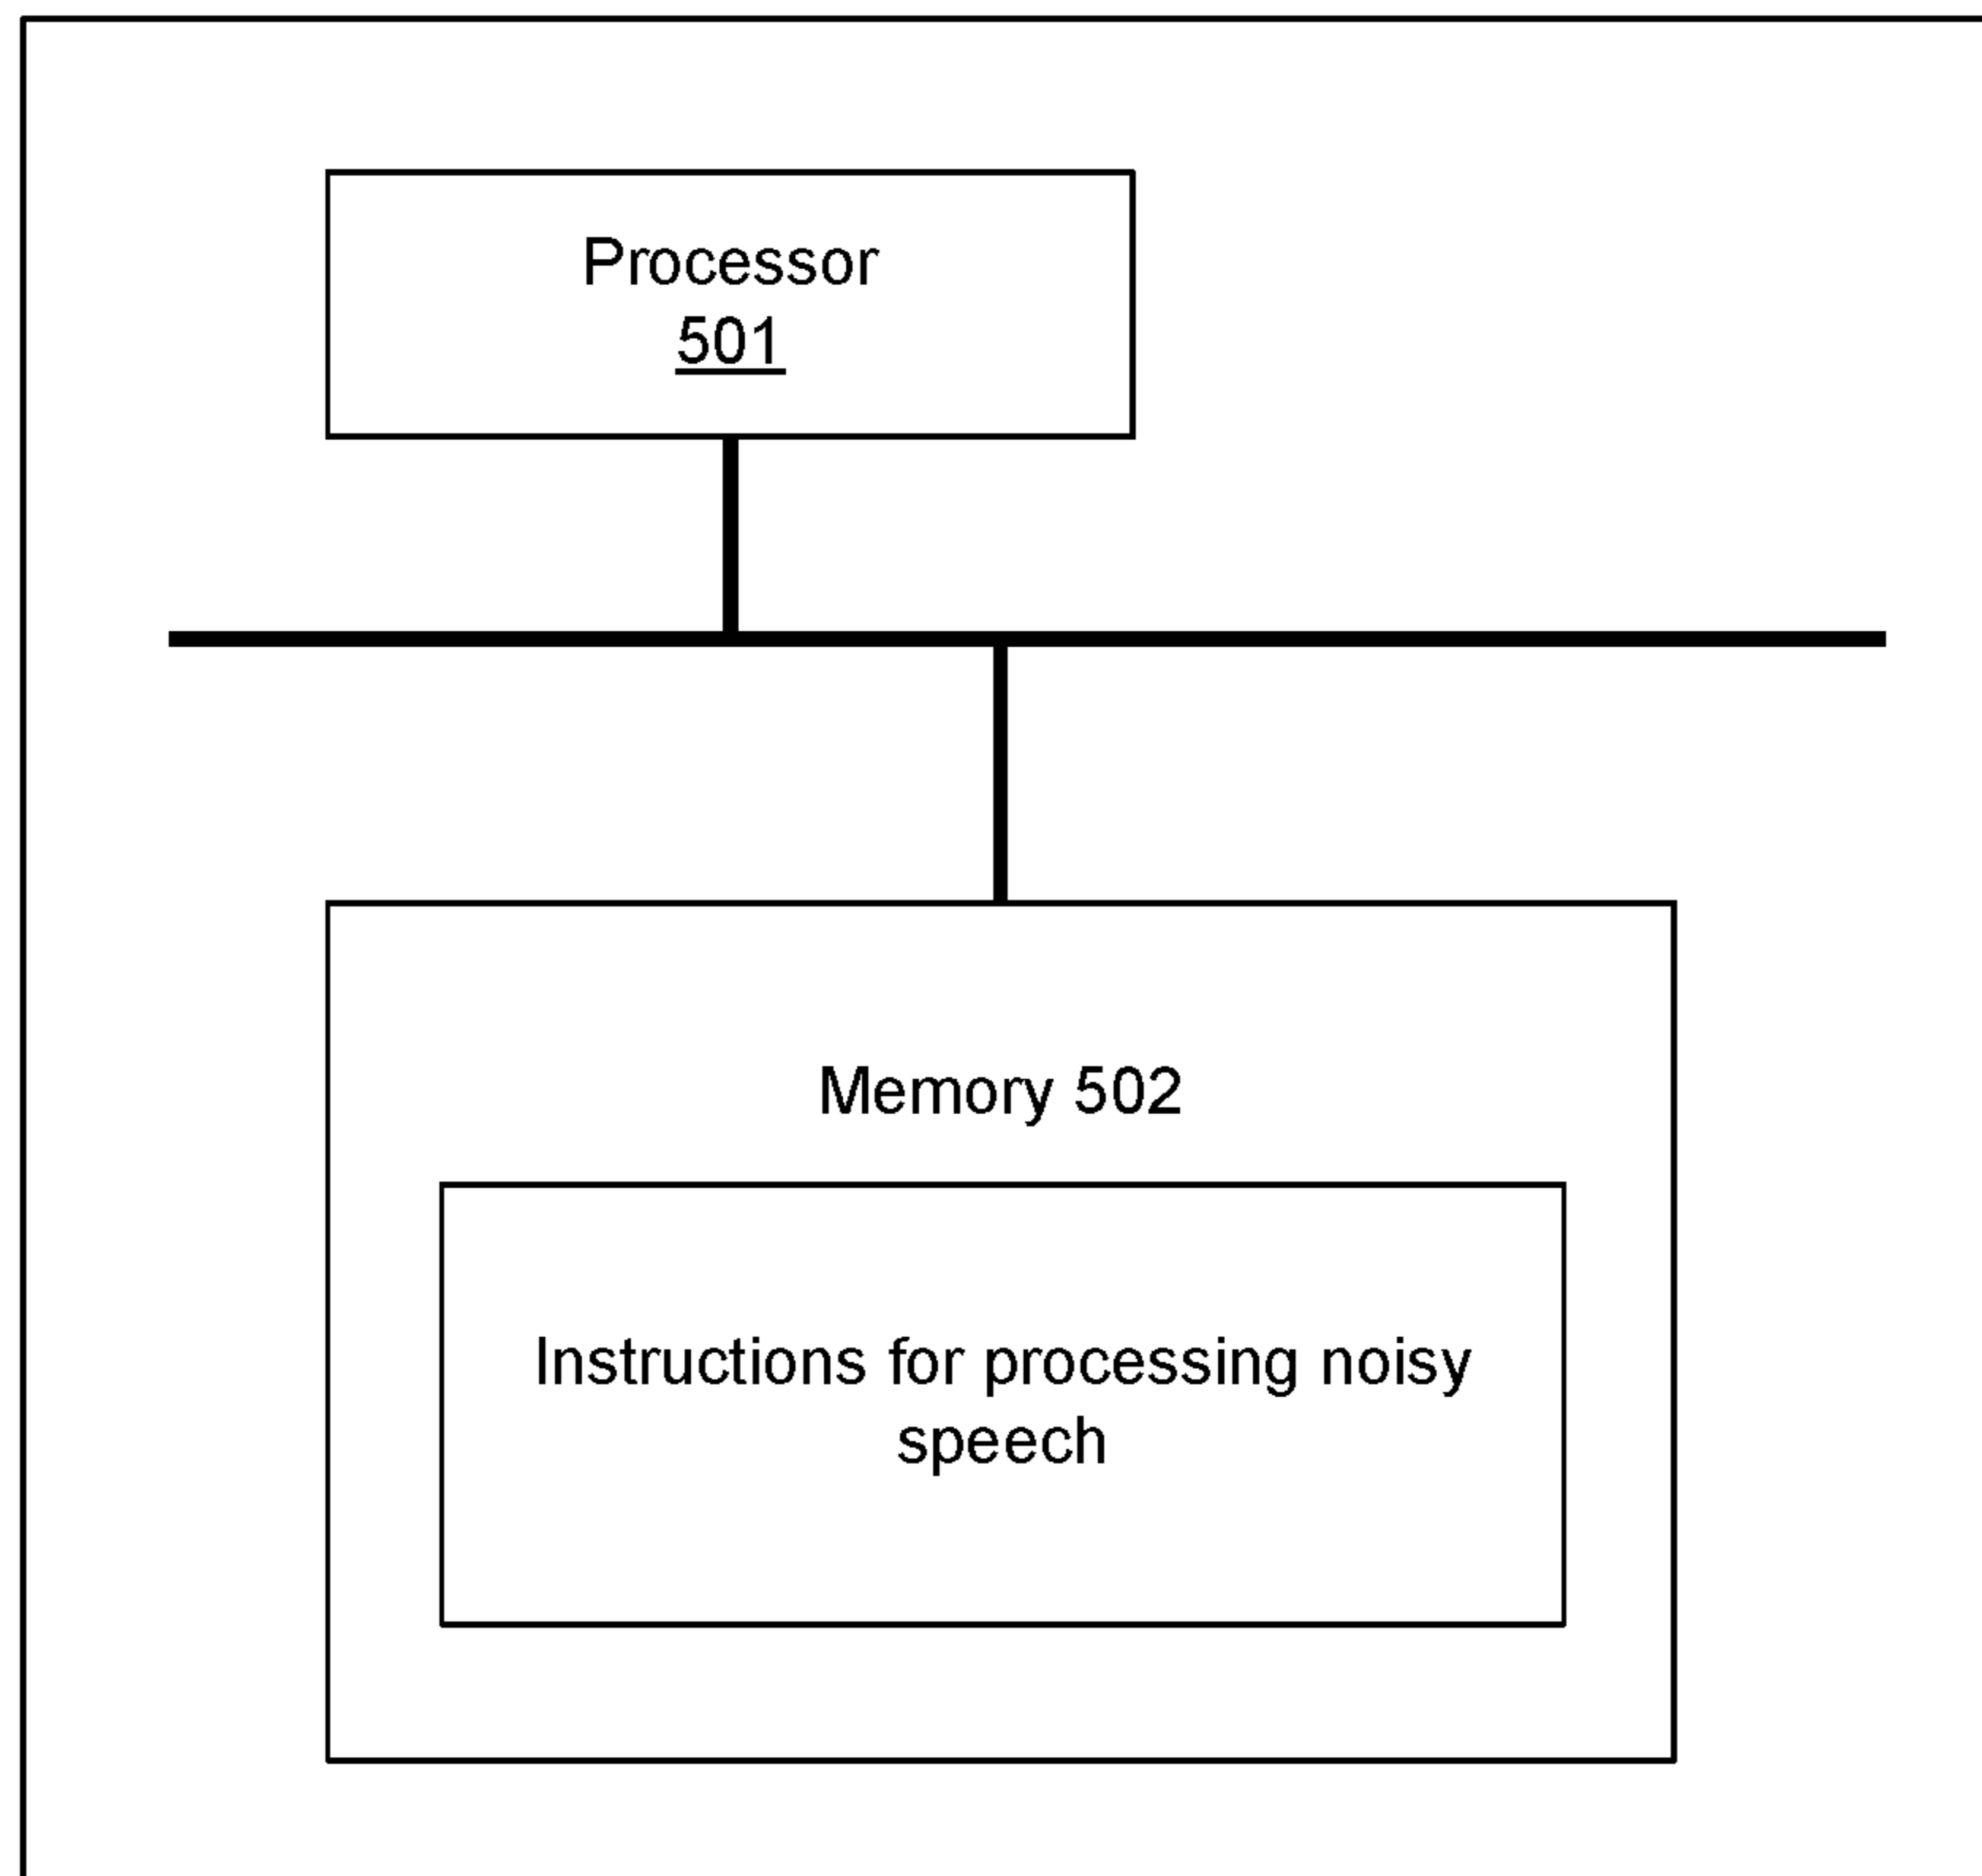 Processor
501
Memory 502
Instructions for processing noisy
speech